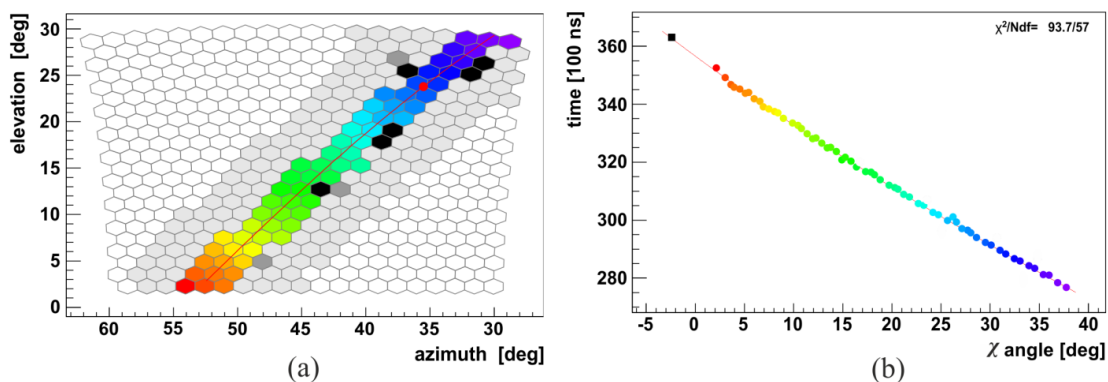 elevation [deg]
30
25
20
15
10
5
0
60 55 50 45 40 35 30
azimuth [deg]
(a)
time [100 ns]
χ²/Ndf= 93.7/57
360
340
320
300
280
-5 0 5 10 15 20 25 30 35 40
χ angle [deg]
(b)